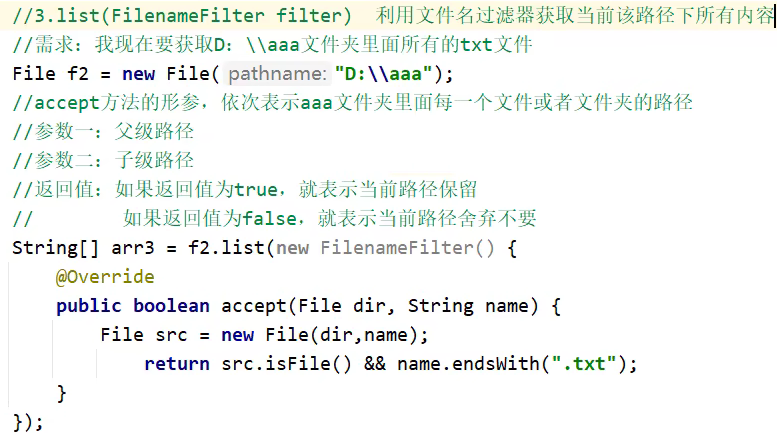 //3.list(FilenameFilter filter)  利用文件名过滤器获取当前该路径下所有内容
//需求：我现在要获取D：\\aaa文件夹里面所有的txt文件
File f2 = new File( pathname: "D:\\aaa");
//accept方法的形参，依次表示aaa文件夹里面每一个文件或者文件夹的路径
//参数一：父级路径
//参数二：子级路径
//返回值：如果返回值为true，就表示当前路径保留
//        如果返回值为false，就表示当前路径舍弃不要
String[] arr3 = f2.list(new FilenameFilter() {
    @Override
    public boolean accept(File dir, String name) {
        File src = new File(dir,name);
            return src.isFile() && name.endsWith(".txt");
    }
});